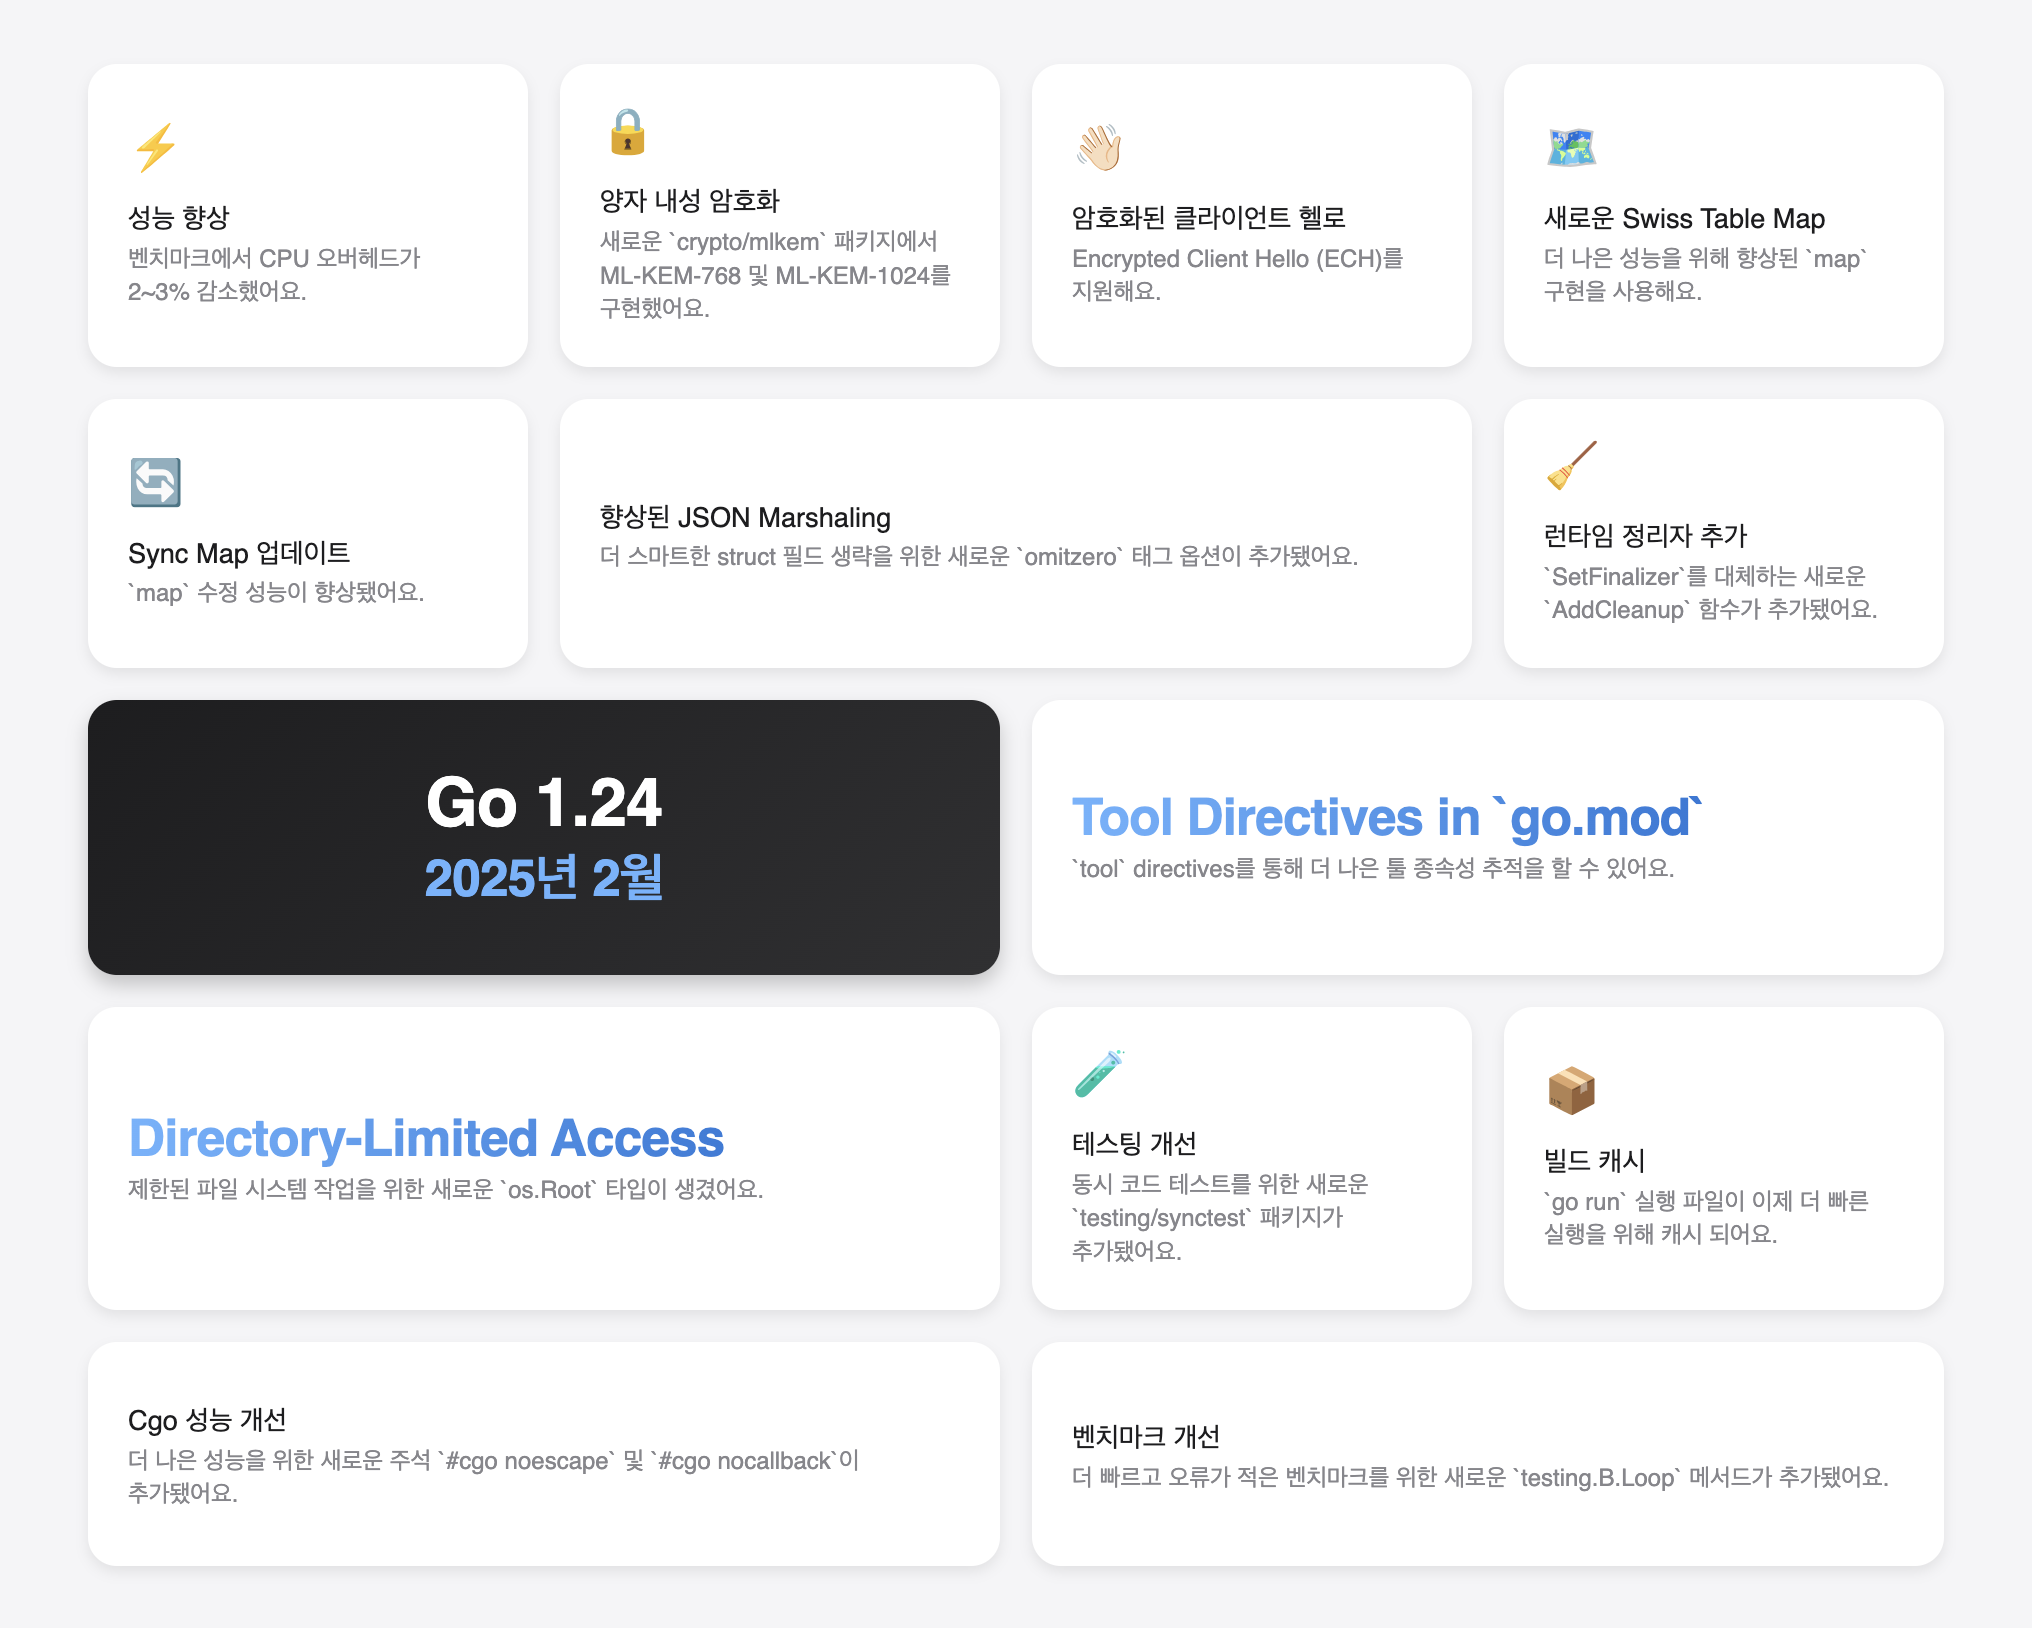 성능 향상
벤치마크에서 CPU 오버헤드가
2~3% 감소했어요.
양자 내성 암호화
새로운 `crypto/mlkem` 패키지에서
ML-KEM-768 및 ML-KEM-1024를
구현했어요.
암호화된 클라이언트 헬로
Encrypted Client Hello (ECH)를
지원해요.
새로운 Swiss Table Map
더 나은 성능을 위해 향상된 `map`
구현을 사용해요.
Sync Map 업데이트
`map` 수정 성능이 향상됐어요.
향상된 JSON Marshaling
더 스마트한 struct 필드 생략을 위한 새로운 `omitzero` 태그 옵션이 추가됐어요.
런타임 정리자 추가
`SetFinalizer`를 대체하는 새로운
`AddCleanup` 함수가 추가됐어요.
Go 1.24
2025년 2월
Tool Directives in `go.mod`
`tool` directives를 통해 더 나은 툴 종속성 추적을 할 수 있어요.
Directory-Limited Access
제한된 파일 시스템 작업을 위한 새로운 `os.Root` 타입이 생겼어요.
테스팅 개선
동시 코드 테스트를 위한 새로운
`testing/synctest` 패키지가
추가됐어요.
빌드 캐시
`go run` 실행 파일이 이제 더 빠른
실행을 위해 캐시 되어요.
Cgo 성능 개선
더 나은 성능을 위한 새로운 주석 `#cgo noescape` 및 `#cgo nocallback`이
추가됐어요.
벤치마크 개선
더 빠르고 오류가 적은 벤치마크를 위한 새로운 `testing.B.Loop` 메서드가 추가됐어요.